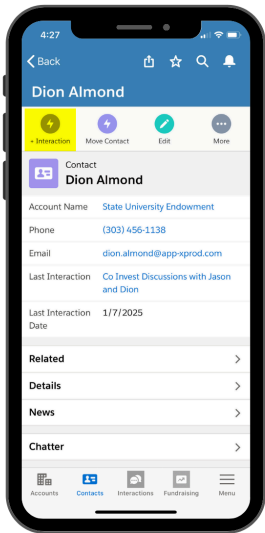 4:27
Back
Dion Almond
+ Interaction
Move Contact
Edit
More
Contact
Dion Almond
Account Name State University Endowment
Phone (303) 456-1138
Email dion.almond@app-xprod.com
Last Interaction Co Invest Discussions with Jason
and Dion
Last Interaction 1/7/2025
Date
Related
Details
News
Chatter
Accounts
Contacts
Interactions
Fundraising
Menu